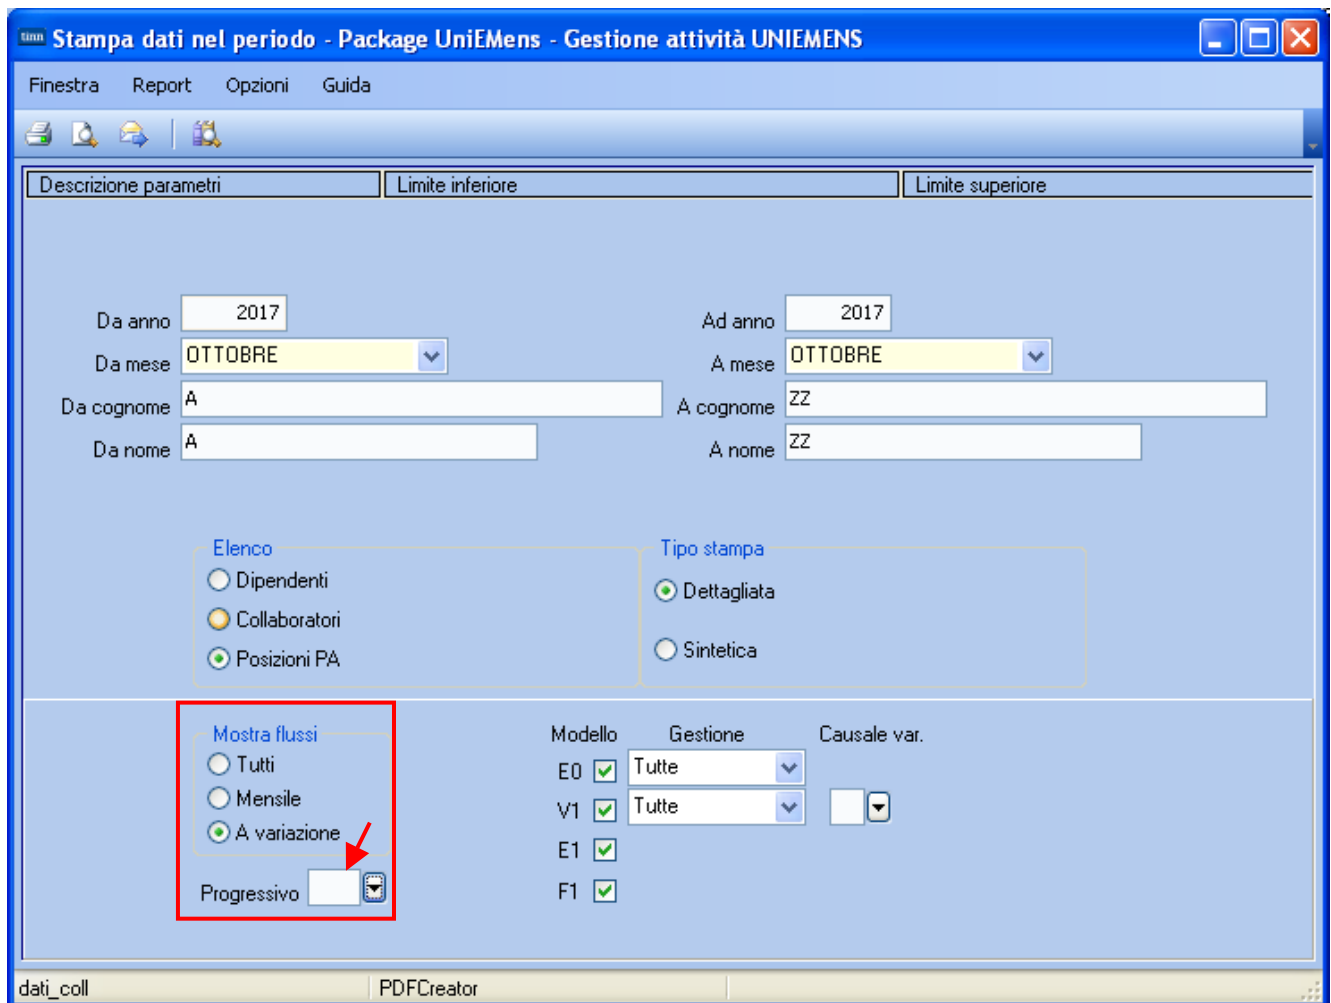 tinn Stampa dati nel periodo - Package UniEMens - Gestione attività UNIEMENS
Finestra Report Opzioni Guida
Descrizione parametri Limite inferiore Limite superiore
Da anno 2017 Ad anno 2017
Da mese OTTOBRE A mese OTTOBRE
Da cognome A A cognome ZZ
Da nome A A nome ZZ
Elenco Tipo stampa
Dipendenti
Dettagliata
Collaboratori
Sintetica
Posizioni PA
Mostra flussi Modello Gestione Causale var.
Tutti E0 Tutte
Mensile V1 Tutte
A variazione E1
Progressivo F1
dati_coll PDFCreator